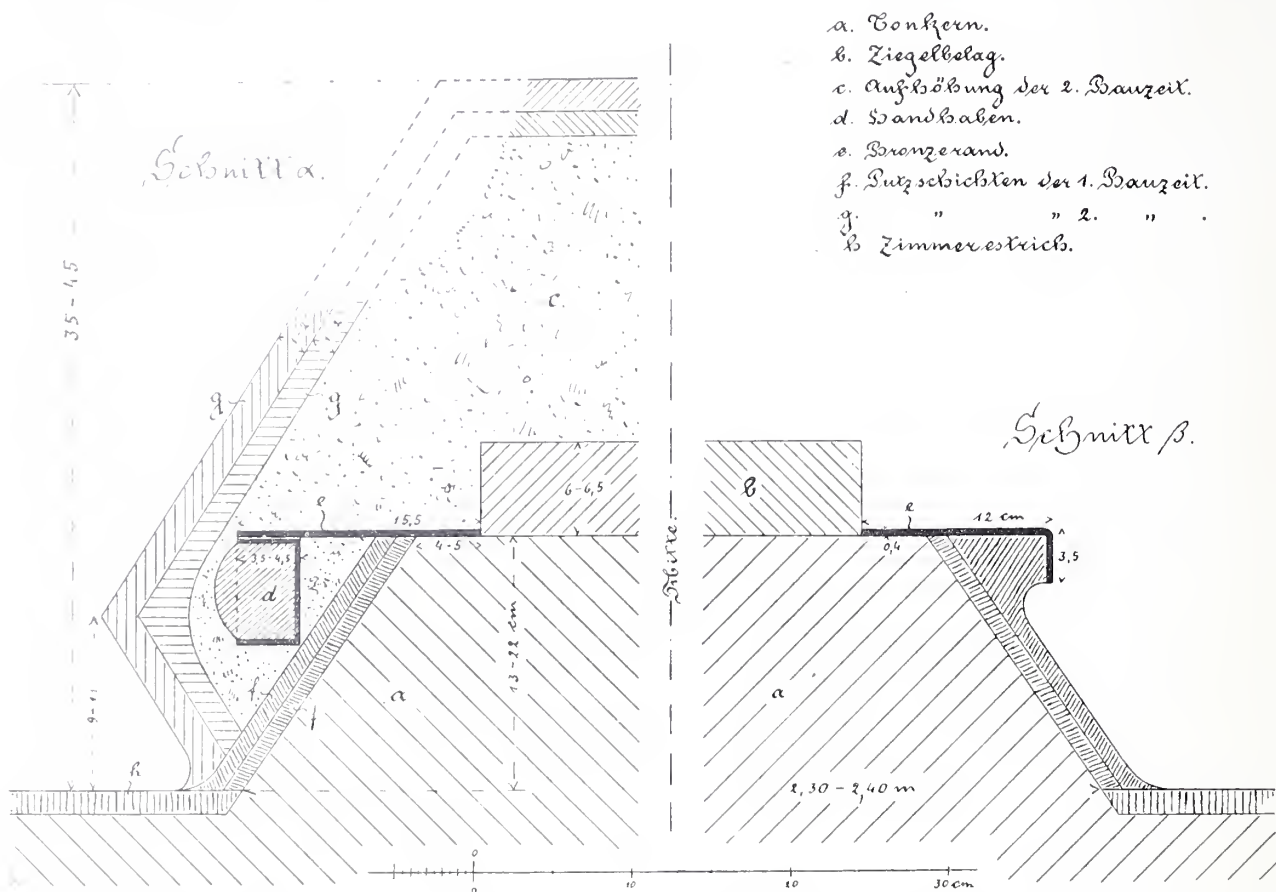 a. Tonkern.
b. Ziegelbelag.
c. Aufhöhung der 2. Bauzeit.
d. Handhaben.
e. Bronzerand.
f. Putzschichten der 1. Bauzeit.
g. " " 2. " .
h Zimmerestrich.
Schnitt α.
35-45
c.
g g
Schnitt β.
e
15,5
6-6,5
b
e
12 cm
4-5
0,4
3,5
3,5-4,5
d
Mitte.
13-22 cm
f
f
a
a
9-11
h
2,30-2,40 m
0
0
10
20
30 cm